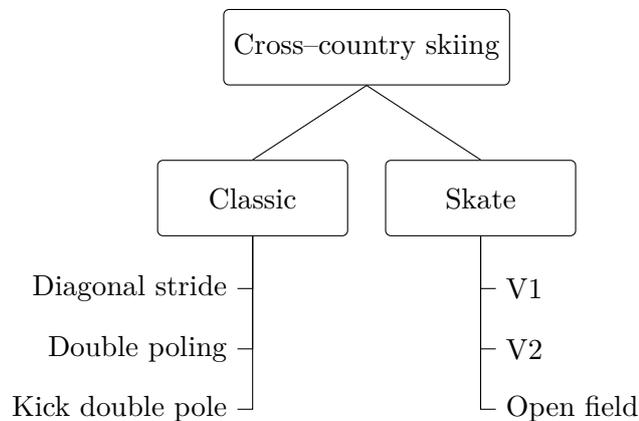 Cross–country skiing
Classic
Skate
Diagonal stride
V1
Double poling
V2
Kick double pole
Open field